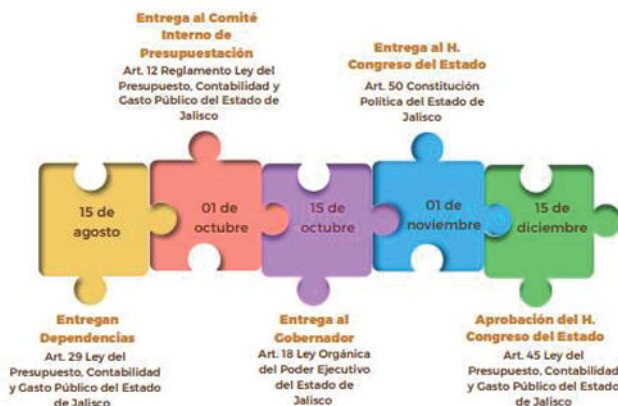 Entrega al Comité
Interno de
Presupuestación
Art. 12 Reglamento Ley del
Presupuesto, Contabilidad y
Gasto Público del Estado de
Jalisco
Entrega al H.
Congreso del Estado
Art. 50 Constitución
Política del Estado de
Jalisco
15 de
agosto
01 de
octubre
15 de
octubre
01 de
noviembre
15 de
diciembre
Entregan
Dependencias
Art. 29 Ley del
Presupuesto, Contabilidad
y Gasto Público del Estado
de Jalisco
Entrega al
Gobernador
Art. 18 Ley Orgánica
del Poder Ejecutivo
del Estado de
Jalisco
Aprobación del H.
Congreso del Estado
Art. 45 Ley del
Presupuesto, Contabilidad
y Gasto Público del Estado
de Jalisco